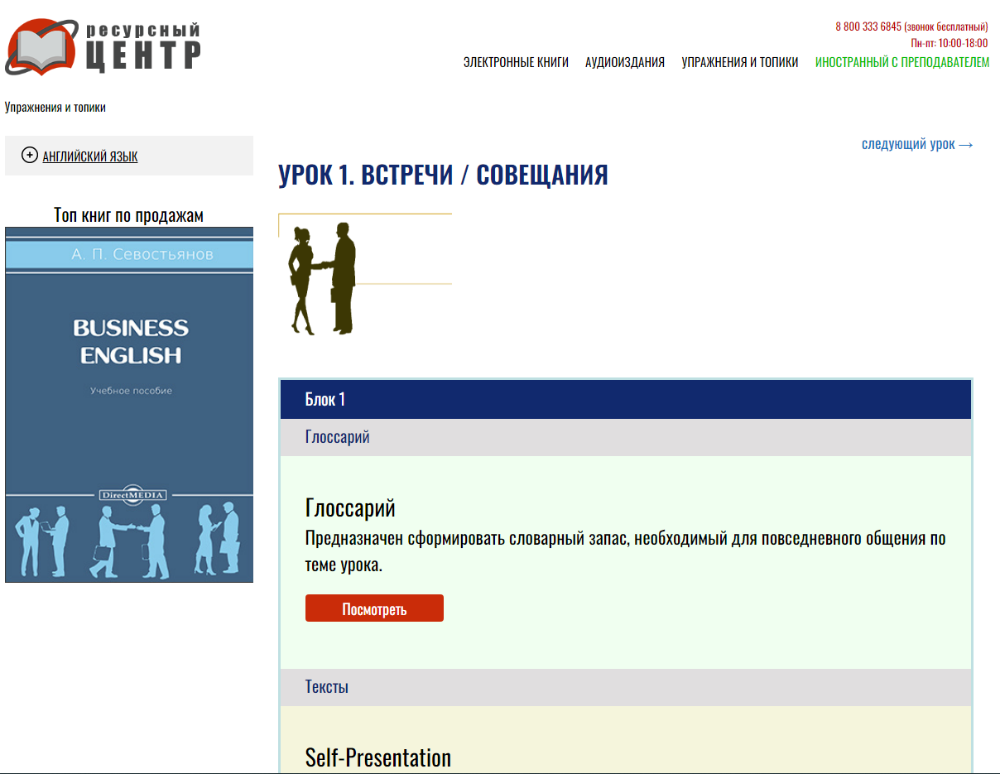 ресурсный
ЦЕНТР
8 800 333 6845 (звонок бесплатный)
Пн-пт: 10:00-18:00
ЭЛЕКТРОННЫЕ КНИГИ АУДИОИЗДАНИЯ УПРАЖНЕНИЯ И ТОПИКИ ИНОСТРАННЫЙ С ПРЕПОДАВАТЕЛЕМ
Упражнения и топики
АНГЛИЙСКИЙ ЯЗЫК
Топ книг по продажам
А. П. Севостьянов
BUSINESS
ENGLISH
Учебное пособие
DirectMEDIA
следующий урок →
УРОК 1. ВСТРЕЧИ / СОВЕЩАНИЯ
Блок 1
Глоссарий
Глоссарий
Предназначен сформировать словарный запас, необходимый для повседневного общения по
теме урока.
Посмотреть
Тексты
Self-Presentation